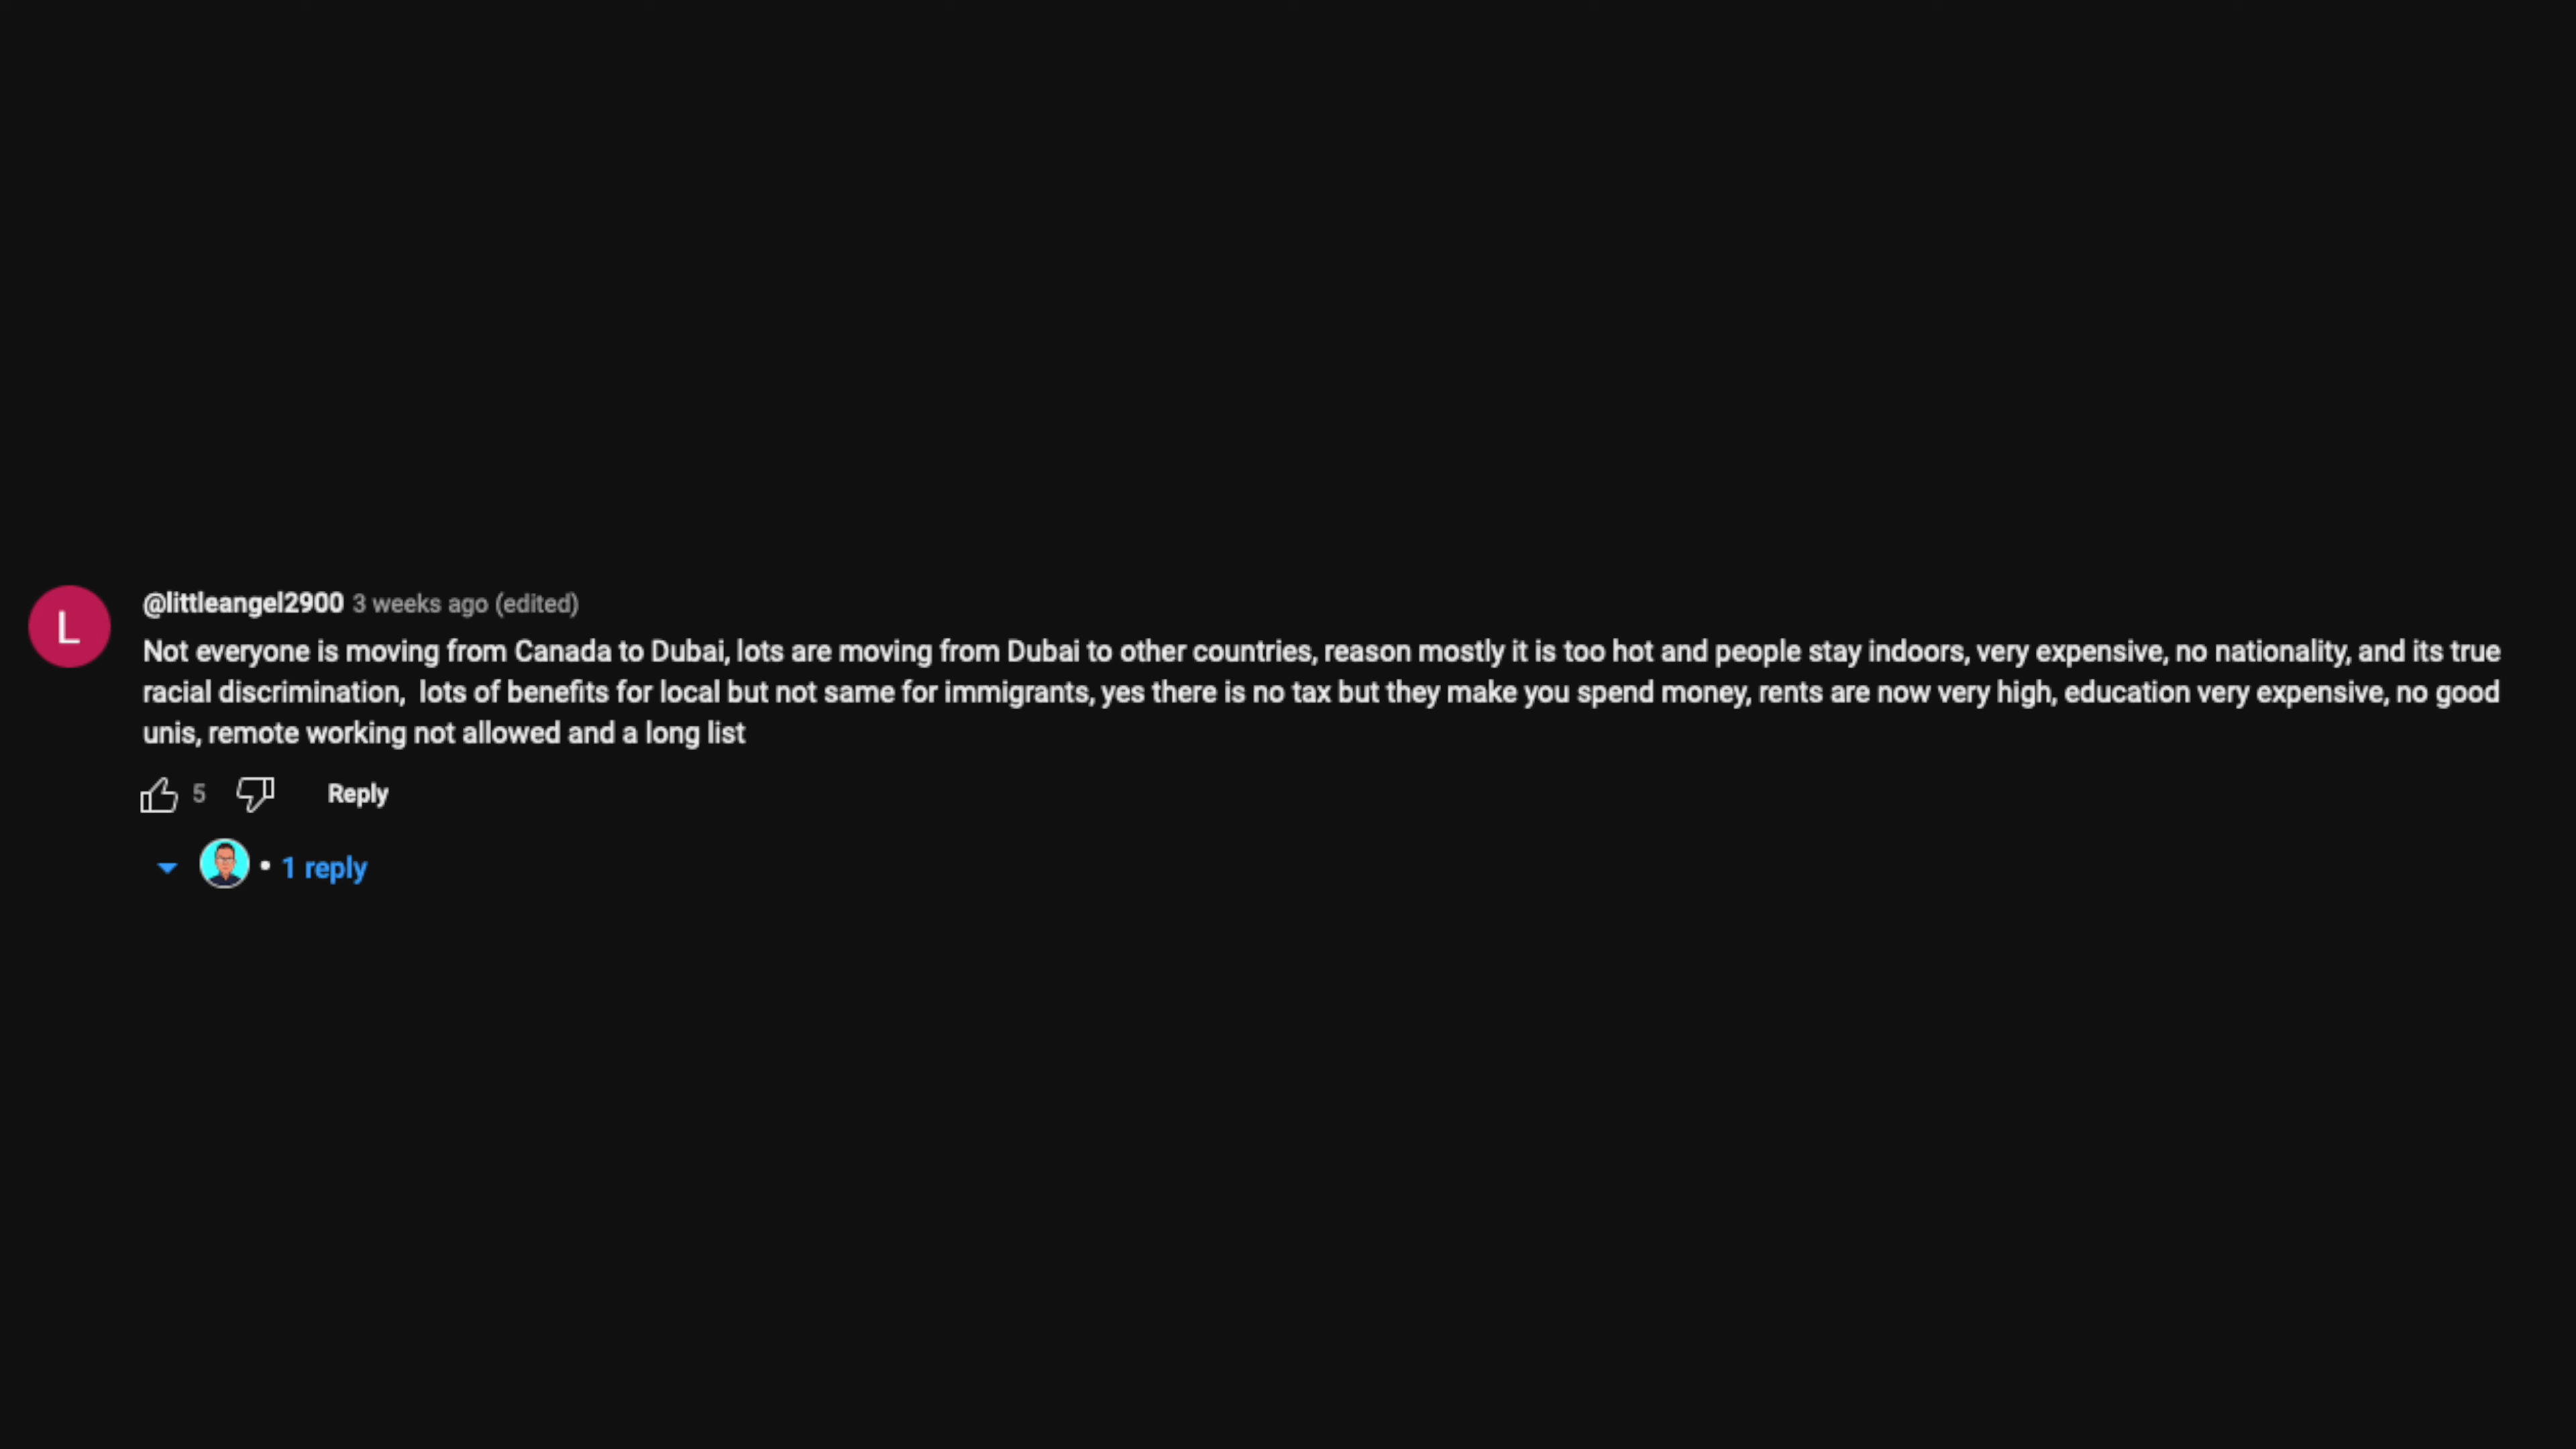 L
@littleangel2900 3 weeks ago (edited)
Not everyone is moving from Canada to Dubai, lots are moving from Dubai to other countries, reason mostly it is too hot and people stay indoors, very expensive, no nationality, and its true
racial discrimination,  lots of benefits for local but not same for immigrants, yes there is no tax but they make you spend money, rents are now very high, education very expensive, no good
unis, remote working not allowed and a long list
5 Reply
• 1 reply